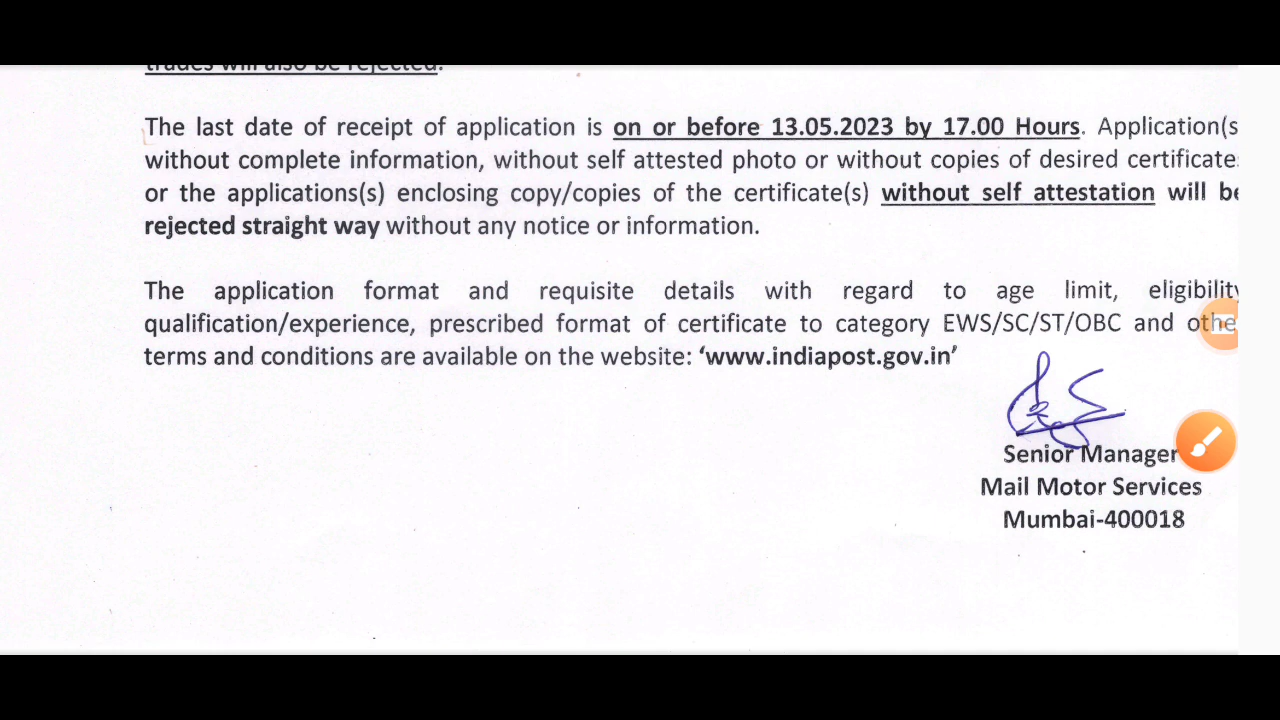 trades will also be rejected.
The last date of receipt of application is on or before 13.05.2023 by 17.00 Hours. Application(s
without complete information, without self attested photo or without copies of desired certificate
or the applications(s) enclosing copy/copies of the certificate(s) without self attestation will be
rejected straight way without any notice or information.
The application format and requisite details with regard to age limit, eligibility
qualification/experience, prescribed format of certificate to category EWS/SC/ST/OBC and othe
terms and conditions are available on the website: ‘www.indiapost.gov.in’
Senior Manager
Mail Motor Services
Mumbai-400018